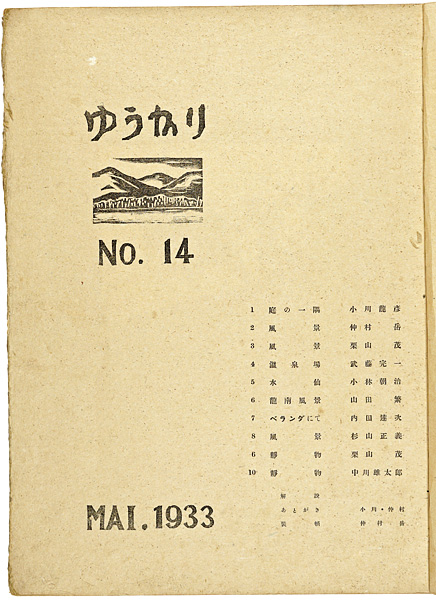 ゆうかり
No. 14
1 庭の一隅 小川龍彦
2 風景 仲村岳
3 風景 栗山茂
4 温泉場 武藤完一
5 水仙 小林朝治
6 龍南風景 山田繁
7 ベランダにて 内田達次
8 風景 杉山正義
6 静物 栗山茂
10 静物 中川雄太郎
解説 小川・仲村
あとがき
装幀 仲村岳
MAI. 1933